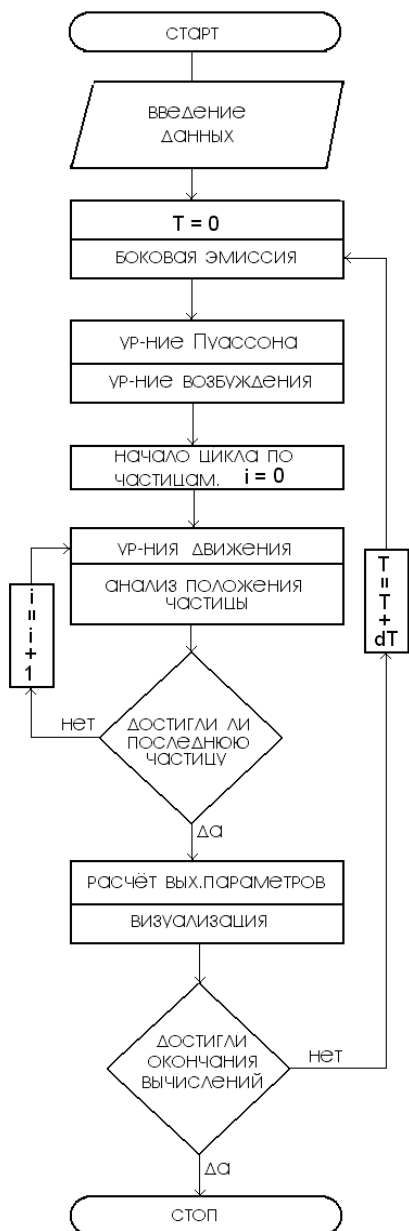 СТАРТ
ВВЕДЕНИЕ
ДАННЫХ
T = 0
БОКОВАЯ ЭМИССИЯ
УР-НИЕ ПУАССОНА
УР-НИЕ ВОЗБУЖДЕНИЯ
НАЧАЛО ЦИКЛА ПО
ЧАСТИЦАМ. i = 0
УР-НИЯ ДВИЖЕНИЯ
АНАЛИЗ ПОЛОЖЕНИЯ
ЧАСТИЦЫ
i = i + 1
T = T + dT
НЕТ
ДОСТИГЛИ ЛИ
ПОСЛЕДНЮЮ
ЧАСТИЦУ
ДА
РАСЧЁТ ВЫХ.ПАРАМЕТРОВ
ВИЗУАЛИЗАЦИЯ
ДОСТИГЛИ
ОКОНЧАНИЯ
ВЫЧИСЛЕНИЙ
НЕТ
ДА
СТОП